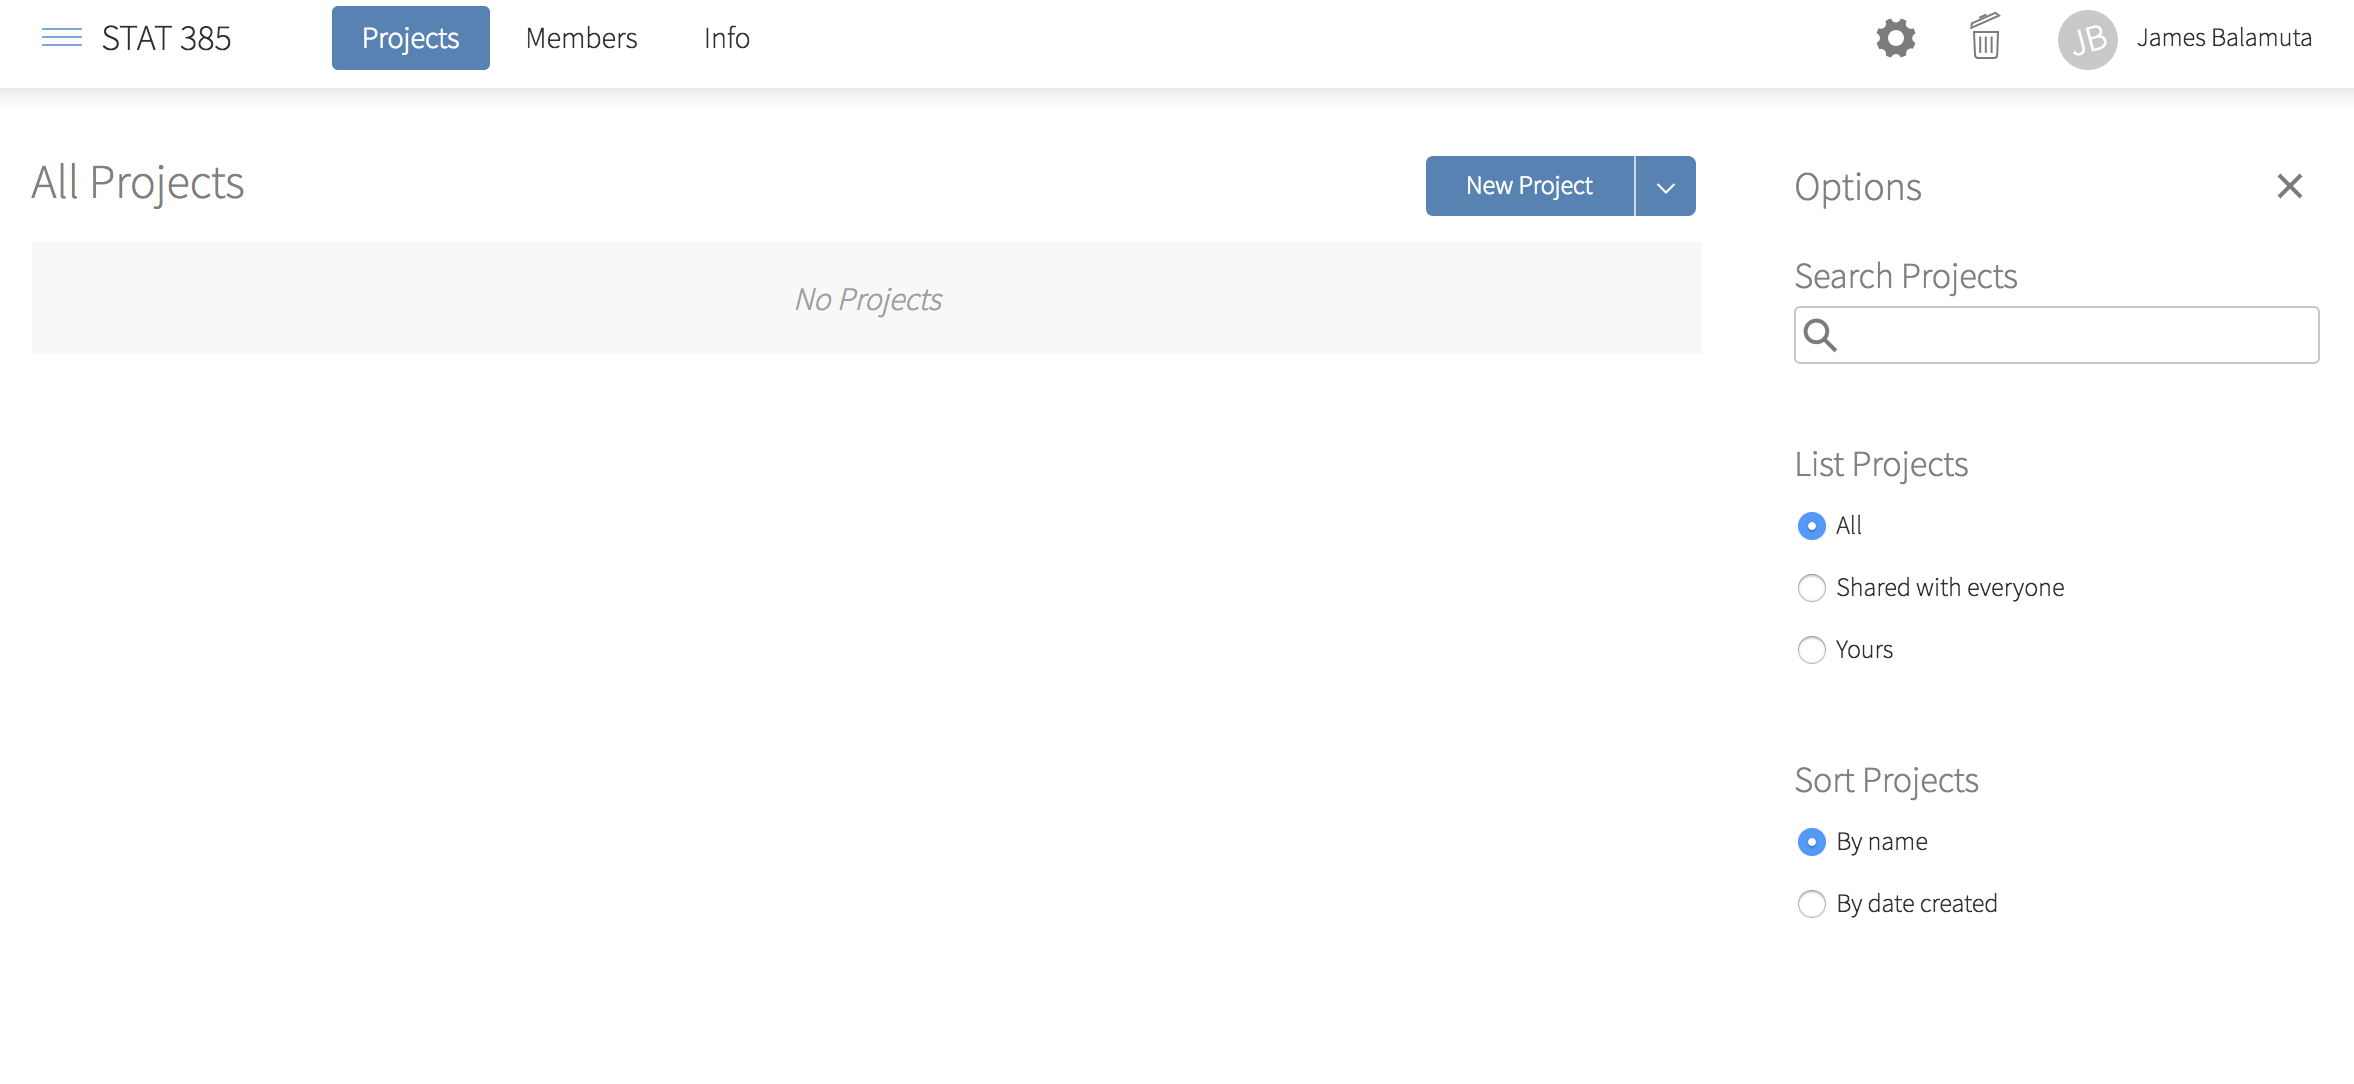 STAT 385
Projects
Members
Info
JB
James Balamuta
All Projects
New Project
No Projects
Options
Search Projects
List Projects
All
Shared with everyone
Yours
Sort Projects
By name
By date created